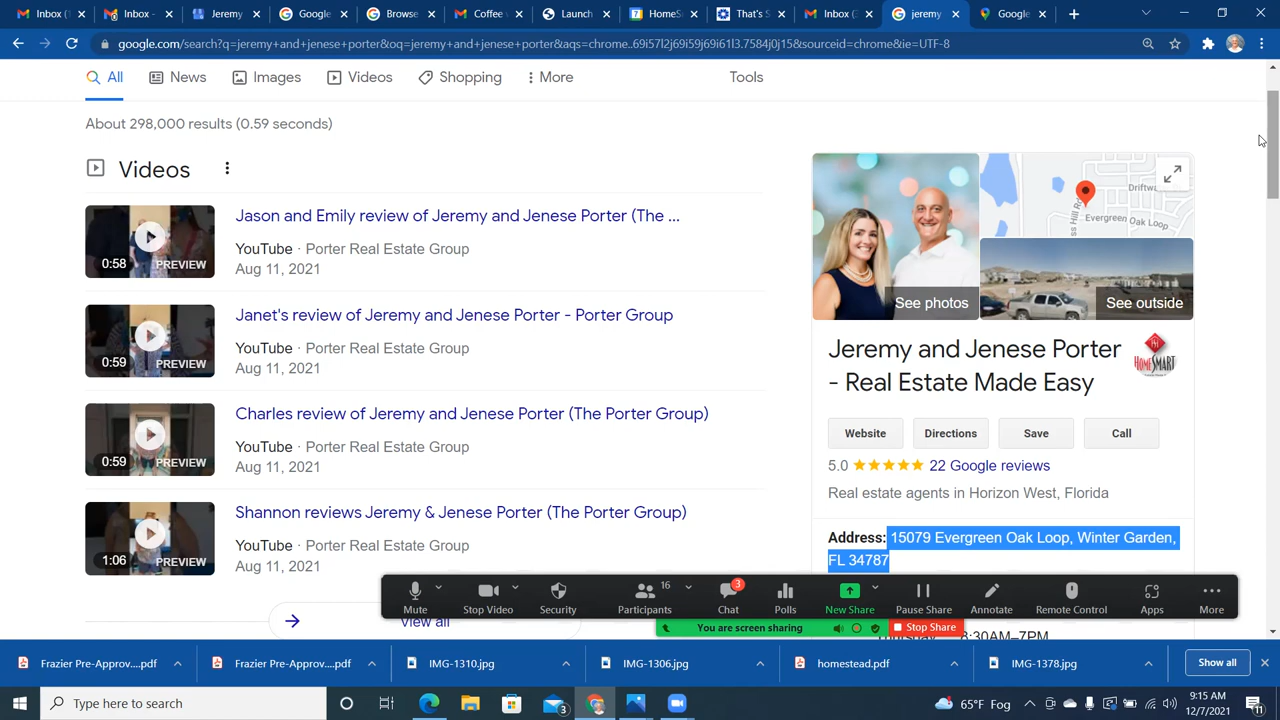 Inbox (
Inbox -
Jeremy
Google
Browse
Coffee v
Launch
HomeS
That's S
Inbox (2
jeremy
Google
google.com/search?q=jeremy+and+jenese+porter&oq=jeremy+and+jenese+porter&aqs=chrome..69i57l2j69i59j69i61l3.7584j0j15&sourceid=chrome&ie=UTF-8
All News Images Videos Shopping More Tools
About 298,000 results (0.59 seconds)
Videos
Jason and Emily review of Jeremy and Jenese Porter (The ...
YouTube · Porter Real Estate Group
Aug 11, 2021
0:58 PREVIEW
Janet's review of Jeremy and Jenese Porter - Porter Group
YouTube · Porter Real Estate Group
Aug 11, 2021
0:59 PREVIEW
Charles review of Jeremy and Jenese Porter (The Porter Group)
YouTube · Porter Real Estate Group
Aug 11, 2021
0:59 PREVIEW
Shannon reviews Jeremy & Jenese Porter (The Porter Group)
YouTube · Porter Real Estate Group
Aug 11, 2021
1:06 PREVIEW
View all
Driftw
Evergreen Oak Loop
ss Hill R
See photos
See outside
Jeremy and Jenese Porter
- Real Estate Made Easy
HOMESMART
Website Directions Save Call
5.0 22 Google reviews
Real estate agents in Horizon West, Florida
Address: 15079 Evergreen Oak Loop, Winter Garden,
FL 34787
8:30AM–7PM
Mute Stop Video Security Participants 16 Chat 3 Polls New Share Pause Share Annotate Remote Control Apps More
You are screen sharing Stop Share
Frazier Pre-Approv....pdf
Frazier Pre-Approv....pdf
IMG-1310.jpg
IMG-1306.jpg
homestead.pdf
IMG-1378.jpg
Show all
Type here to search
3
65°F Fog
9:15 AM
12/7/2021
11